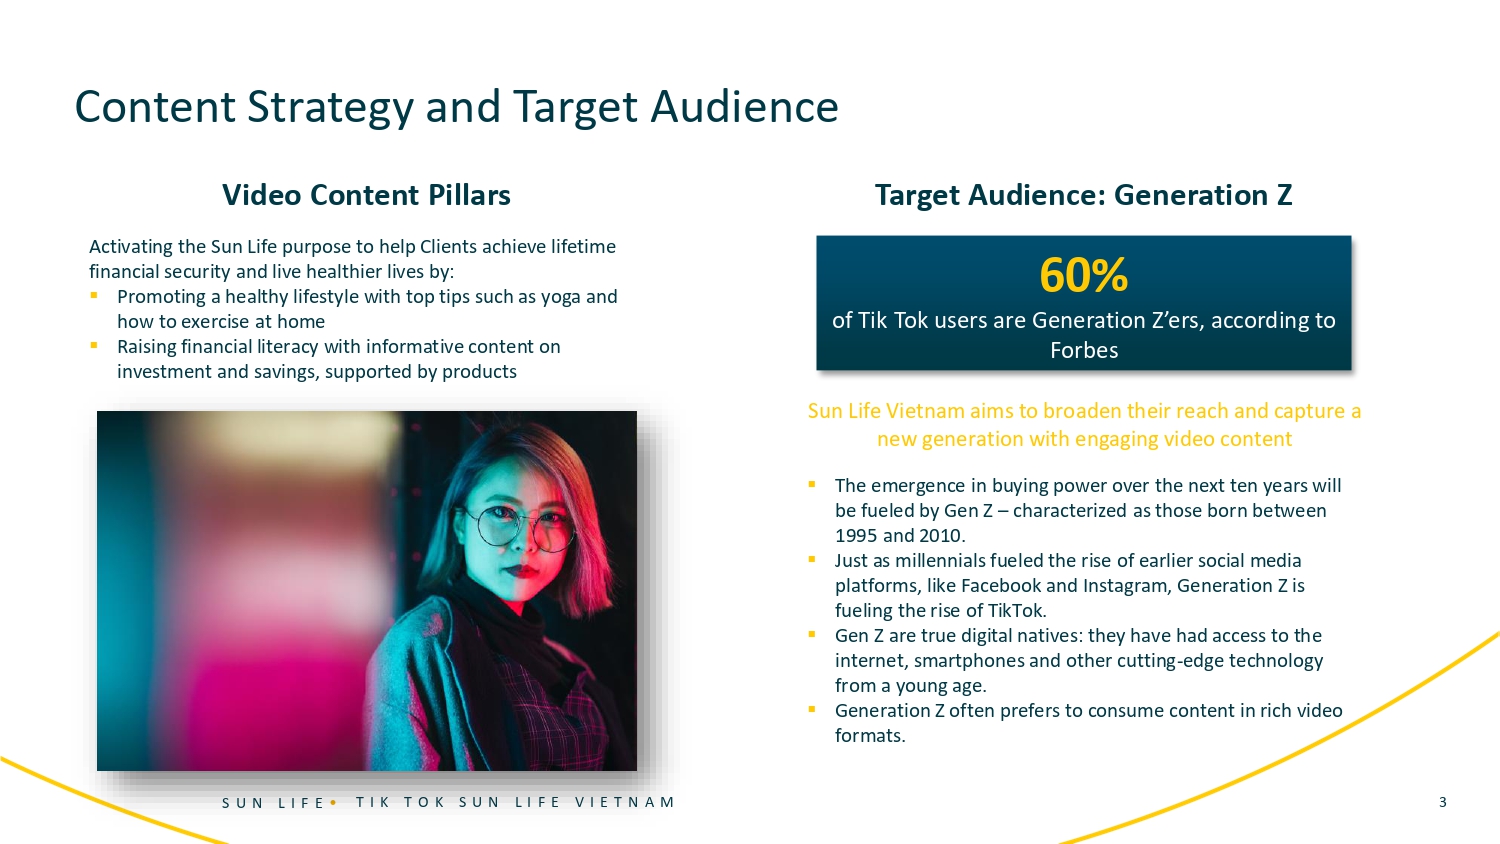 Content Strategy and Target Audience
Video Content Pillars
Activating the Sun Life purpose to help Clients achieve lifetime
financial security and live healthier lives by:
▪ Promoting a healthy lifestyle with top tips such as yoga and
how to exercise at home
▪ Raising financial literacy with informative content on
investment and savings, supported by products
Target Audience: Generation Z
60%
of Tik Tok users are Generation Z’ers, according to
Forbes
Sun Life Vietnam aims to broaden their reach and capture a
new generation with engaging video content
▪ The emergence in buying power over the next ten years will
be fueled by Gen Z – characterized as those born between
1995 and 2010.
▪ Just as millennials fueled the rise of earlier social media
platforms, like Facebook and Instagram, Generation Z is
fueling the rise of TikTok.
▪ Gen Z are true digital natives: they have had access to the
internet, smartphones and other cutting-edge technology
from a young age.
▪ Generation Z often prefers to consume content in rich video
formats.
SUN LIFE• TIK TOK SUN LIFE VIETNAM
3